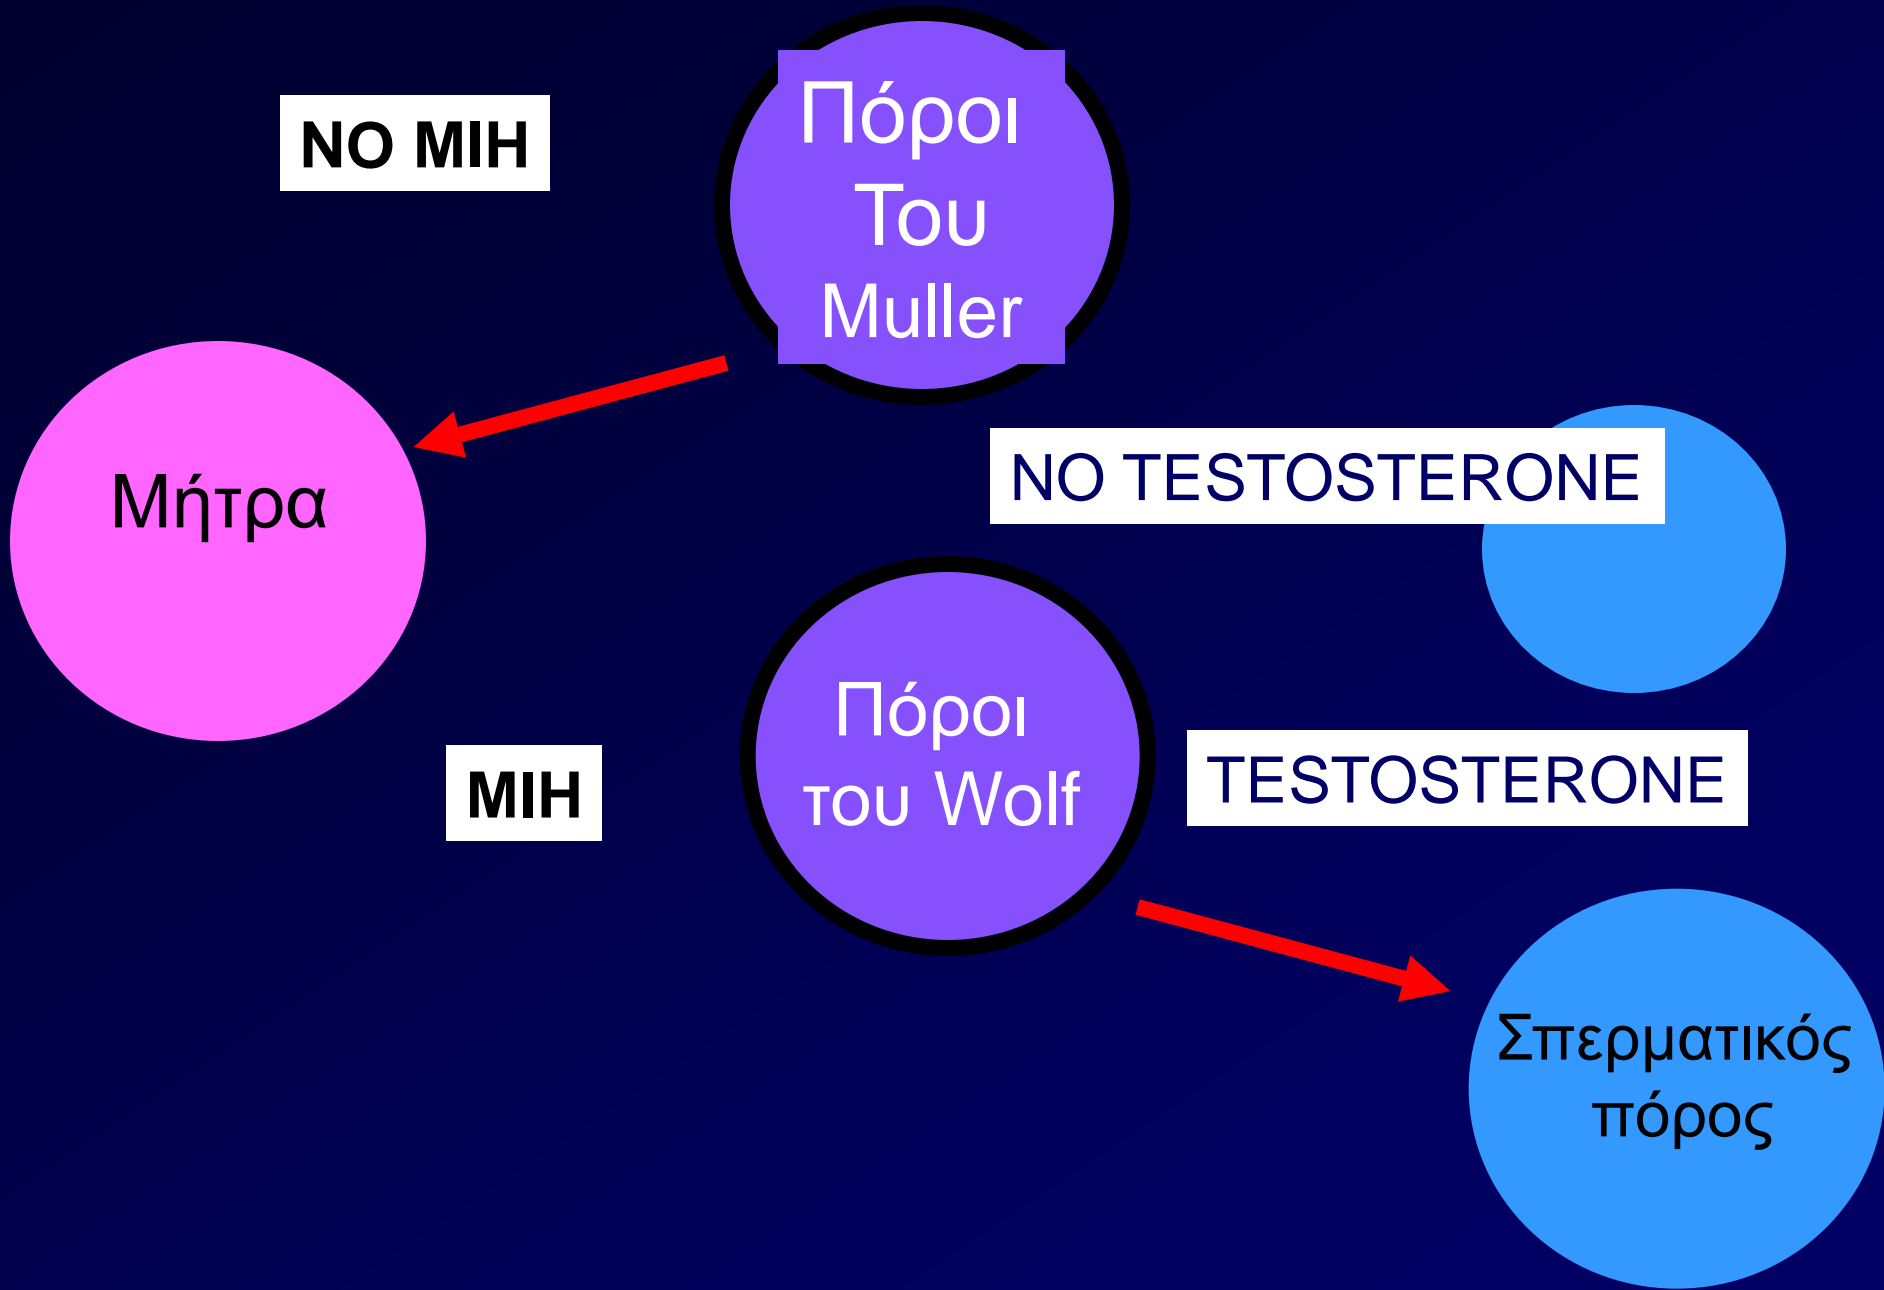 NO MIH
Πόροι
Του
Muller
Μήτρα
NO TESTOSTERONE
Πόροι
του Wolf
MIH
TESTOSTERONE
Σπερματικός
πόρος